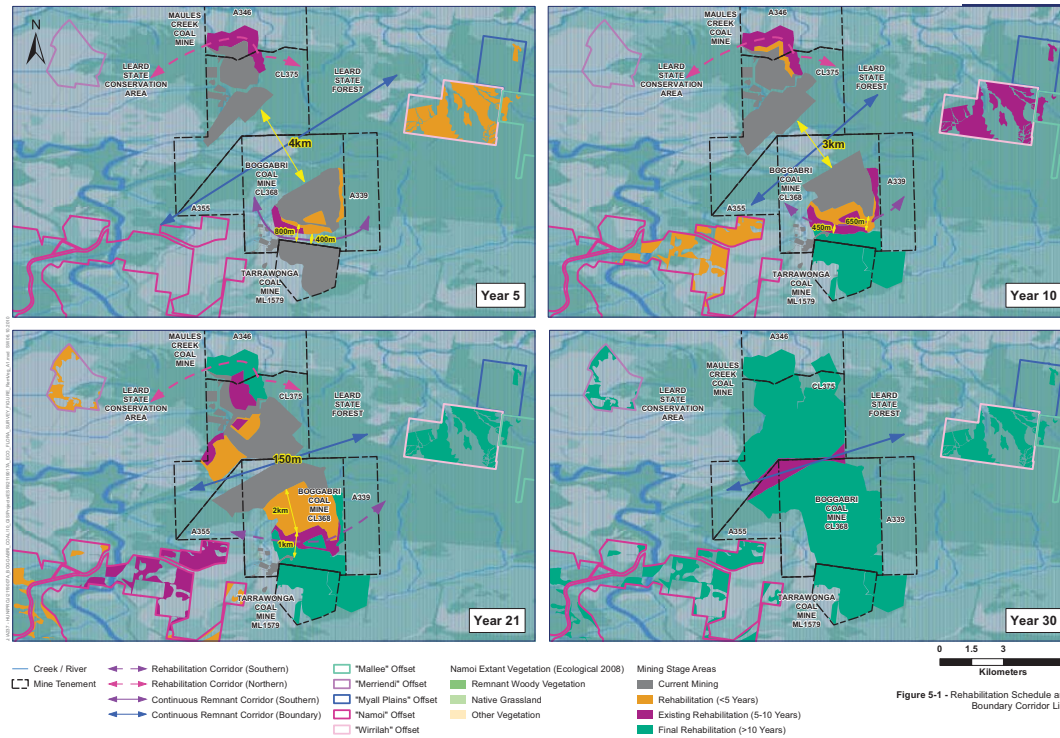 N
MAULES
CREEK
COAL
MINE
A346
LEARD
STATE
CONSERVATION
AREA
CL375
LEARD
STATE
FOREST
4km
BOGGABRI
COAL
MINE
CL368
A339
A355
800m
400m
TARRAWONGA
COAL
MINE
ML1579
Year 5
MAULES
CREEK
COAL
MINE
A346
LEARD
STATE
CONSERVATION
AREA
CL375
LEARD
STATE
FOREST
3km
BOGGABRI
COAL
MINE
CL368
A339
A355
450m
650m
TARRAWONGA
COAL
MINE
ML1579
Year 10
MAULES
CREEK
COAL
MINE
A346
LEARD
STATE
CONSERVATION
AREA
CL375
LEARD
STATE
FOREST
150m
BOGGABRI
COAL
MINE
CL368
2km
A339
A355
1km
TARRAWONGA
COAL
MINE
ML1579
Year 21
A346
MAULES
CREEK
COAL
MINE
CL375
LEARD
STATE
CONSERVATION
AREA
LEARD
STATE
FOREST
BOGGABRI
COAL
MINE
CL368
A339
A355
TARRAWONGA
COAL
MINE
ML1579
Year 30
Creek / River
Mine Tenement
Rehabilitation Corridor (Southern)
Rehabilitation Corridor (Northern)
Continuous Remnant Corridor (Southern)
Continuous Remnant Corridor (Boundary)
"Mallee" Offset
"Merriendi" Offset
"Myall Plains" Offset
"Namoi" Offset
"Wirrilah" Offset
Namoi Extant Vegetation (Ecological 2008)
Remnant Woody Vegetation
Native Grassland
Other Vegetation
Mining Stage Areas
Current Mining
Rehabilitation (<5 Years)
Existing Rehabilitation (5-10 Years)
Final Rehabilitation (>10 Years)
0 1.5 3
Kilometers
Figure 5-1 - Rehabilitation Schedule a
Boundary Corridor Li